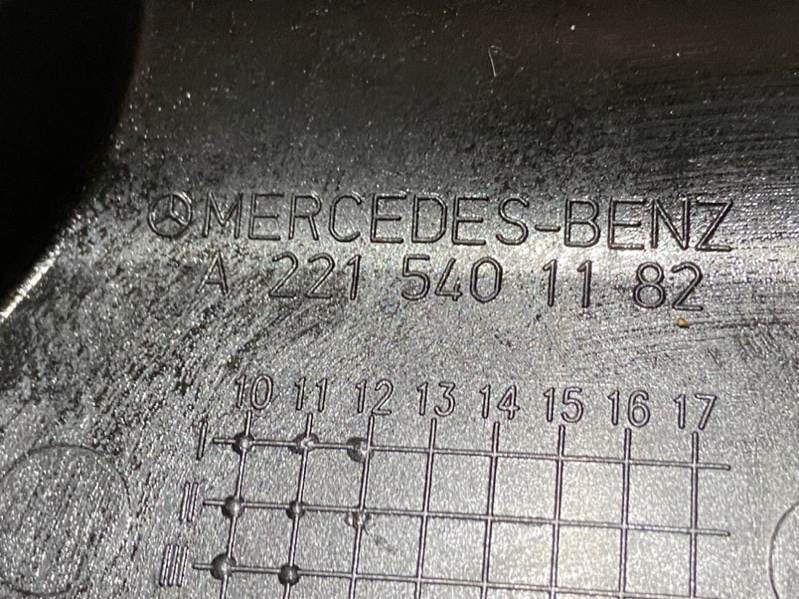 MERCEDES-BENZ
A 221 540 11 82
10 11 12 13 14 15 16 17
I
II
III